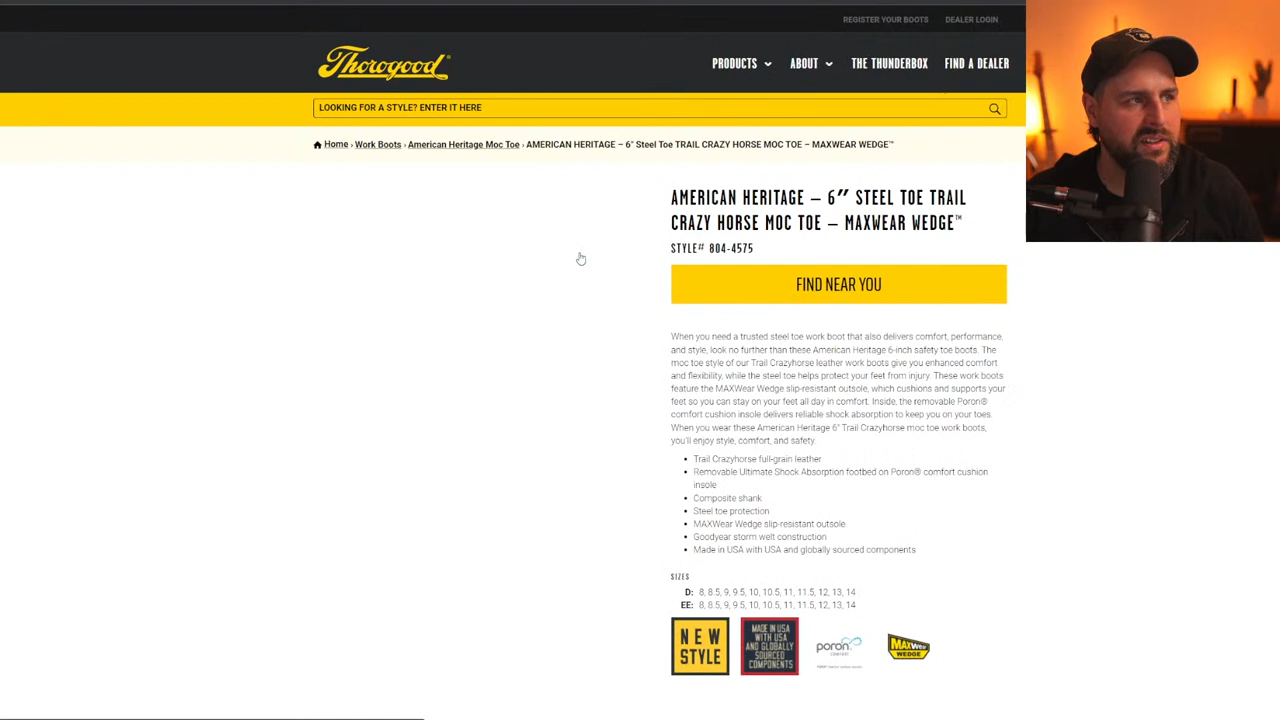 REGISTER YOUR BOOTS DEALER LOGIN
Thorogood
PRODUCTS ABOUT THE THUNDERBOX FIND A DEALER
LOOKING FOR A STYLE? ENTER IT HERE
Home › Work Boots › American Heritage Moc Toe › AMERICAN HERITAGE – 6" Steel Toe TRAIL CRAZY HORSE MOC TOE – MAXWEAR WEDGE™
AMERICAN HERITAGE – 6″ STEEL TOE TRAIL
CRAZY HORSE MOC TOE – MAXWEAR WEDGE™
STYLE# 804-4575
FIND NEAR YOU
When you need a trusted steel toe work boot that also delivers comfort, performance,
and style, look no further than these American Heritage 6-inch safety toe boots. The
moc toe style of our Trail Crazyhorse leather work boots give you enhanced comfort
and flexibility, while the steel toe helps protect your feet from injury. These work boots
feature the MAXWear Wedge slip-resistant outsole, which cushions and supports your
feet so you can stay on your feet all day in comfort. Inside, the removable Poron®
comfort cushion insole delivers reliable shock absorption to keep you on your toes.
When you wear these American Heritage 6" Trail Crazyhorse moc toe work boots,
you'll enjoy style, comfort, and safety.
• Trail Crazyhorse full-grain leather
• Removable Ultimate Shock Absorption footbed on Poron® comfort cushion
insole
• Composite shank
• Steel toe protection
• MAXWear Wedge slip-resistant outsole
• Goodyear storm welt construction
• Made in USA with USA and globally sourced components
SIZES
D: 8, 8.5, 9, 9.5, 10, 10.5, 11, 11.5, 12, 13, 14
EE: 8, 8.5, 9, 9.5, 10, 10.5, 11, 11.5, 12, 13, 14
NEW
STYLE
MADE IN USA
WITH USA
AND GLOBALLY
SOURCED
COMPONENTS
poron
COMFORT
MAXWear
WEDGE